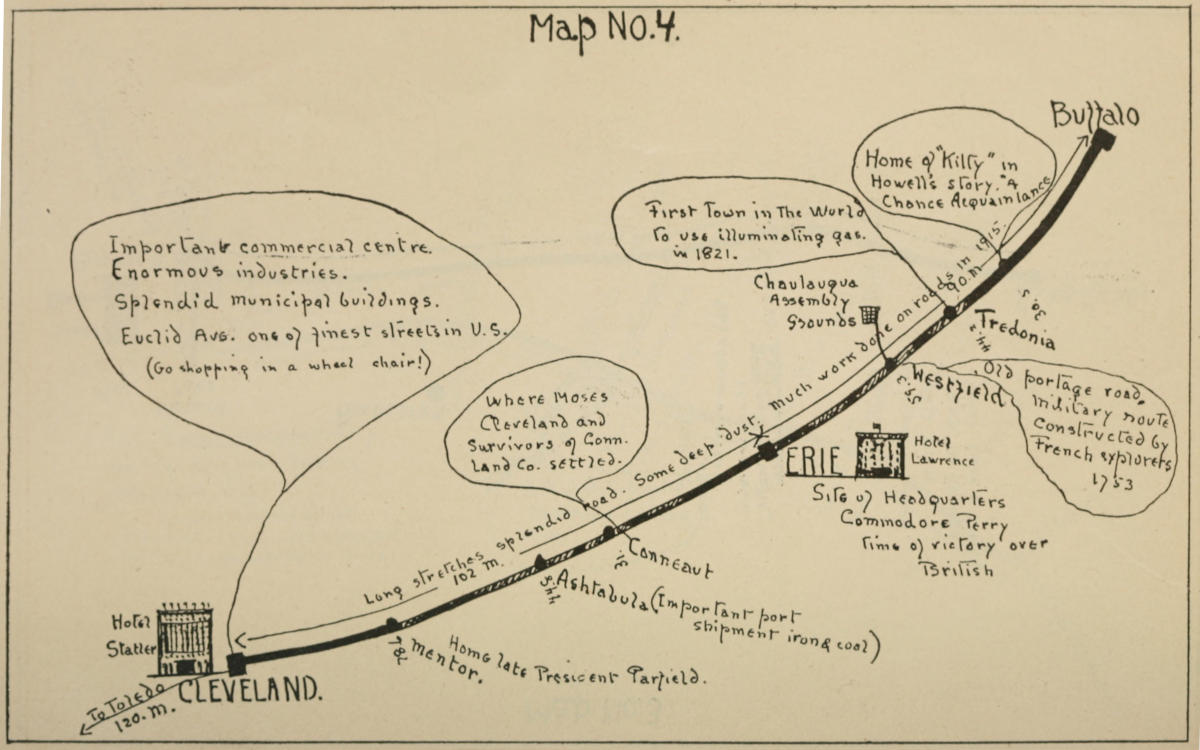 Map No. 4.
Buffalo
Home of "Kitty" in
Howell's story. "A
Chance Acquaintance
First Town in The World
To use illuminating gas.
in 1821.
Important commercial centre.
Enormous industries.
Splendid municipal buildings.
Euclid Ave. one of finest streets in U.S.
(Go shopping in a wheel chair!)
Chautauqua
Assembly
Grounds
90. m.
Long stretches splendid road. Some deep dust. Much work done on roads in 1915.
102 m.
Fredonia
44.2
Westfield
Old portage road,
military route
constructed by
French explorers
1753
Where Moses
Cleveland and
Survivors of Conn.
Land Co. settled.
ERIE
Hotel
Lawrence
Site of Headquarters
Commodore Perry
Time of victory over
British
Conneaut
31.
Ashtabula (Important port
shipment iron & coal)
Mentor.
Home late President Garfield.
Hotel
Statler
CLEVELAND.
To Toledo
120. m.